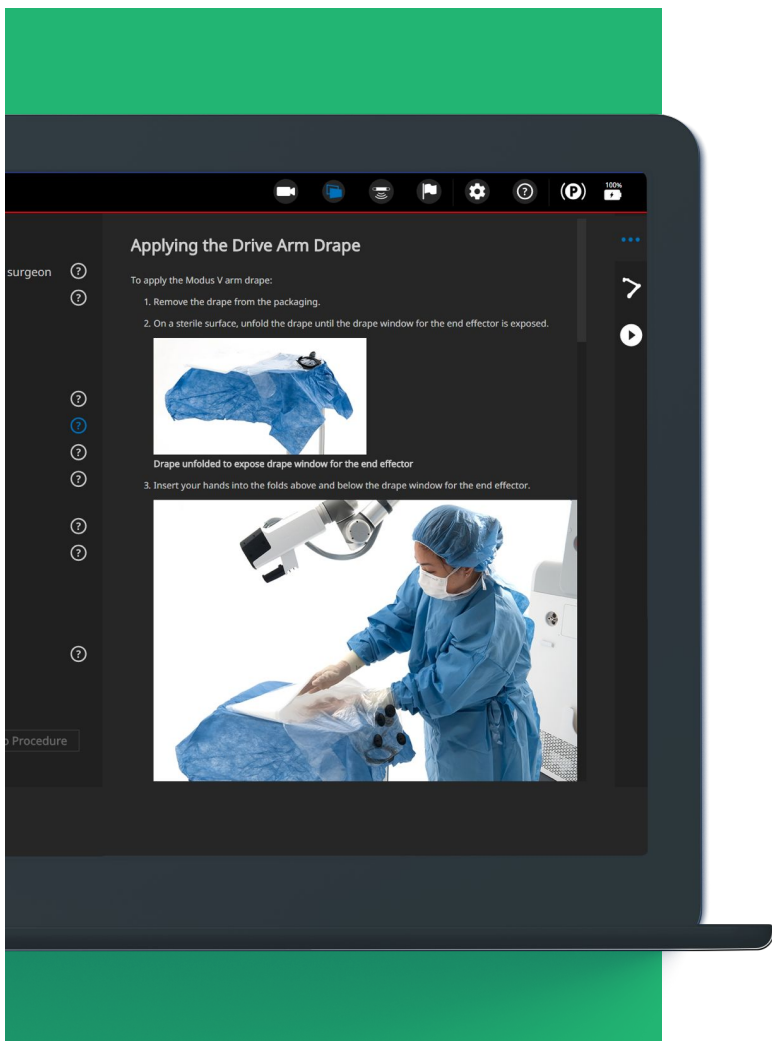 100%
P
Applying the Drive Arm Drape
surgeon
To apply the Modus V arm drape:
1. Remove the drape from the packaging.
2. On a sterile surface, unfold the drape until the drape window for the end effector is exposed.
Drape unfolded to expose drape window for the end effector
3. Insert your hands into the folds above and below the drape window for the end effector.
Procedure